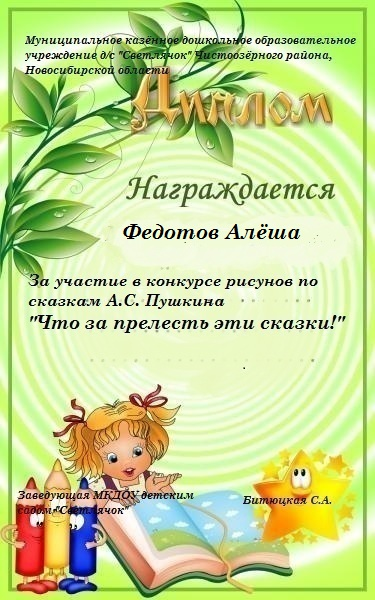 Муниципальное казённое дошкольное образовательное
учреждение д/с "Светлячок" Чистоозёрного района,
Новосибирской области
Диплом
Награждается
Федотов Алёша
За участие в конкурсе рисунов по
сказкам А.С. Пушкина
"Что за прелесть эти сказки!"
Заведующая МКДОУ детским
садом "Светлячок"
Битюцкая С.А.